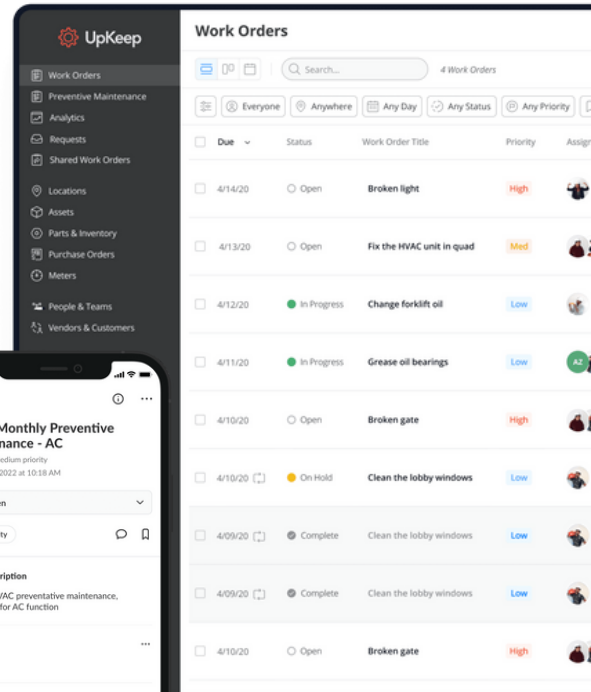 UpKeep
Work Orders
Preventive Maintenance
Analytics
Requests
Shared Work Orders
Locations
Assets
Parts & Inventory
Purchase Orders
Meters
People & Teams
Vendors & Customers
Work Orders
Search...
4 Work Orders
Everyone
Anywhere
Any Day
Any Status
Any Priority
Due Status Work Order Title Priority Assign
4/14/20 Open Broken light High
4/13/20 Open Fix the HVAC unit in quad Med
4/12/20 In Progress Change forklift oil Low
4/11/20 In Progress Grease oil bearings Low AZ
4/10/20 Open Broken gate High
4/10/20 On Hold Clean the lobby windows Low
4/09/20 Complete Clean the lobby windows Low
4/09/20 Complete Clean the lobby windows Low
4/10/20 Open Broken gate High
Monthly Preventive
nance - AC
edium priority
2022 at 10:18 AM
en
ity
ription
VAC preventative maintenance,
for AC function